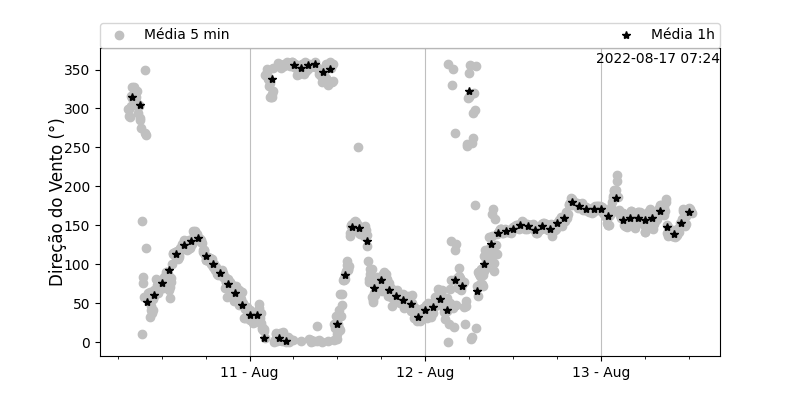 Média 5 min
Média 1h
2022-08-17 07:24
Direção do Vento (°)
350
300
250
200
150
100
50
0
11 - Aug
12 - Aug
13 - Aug